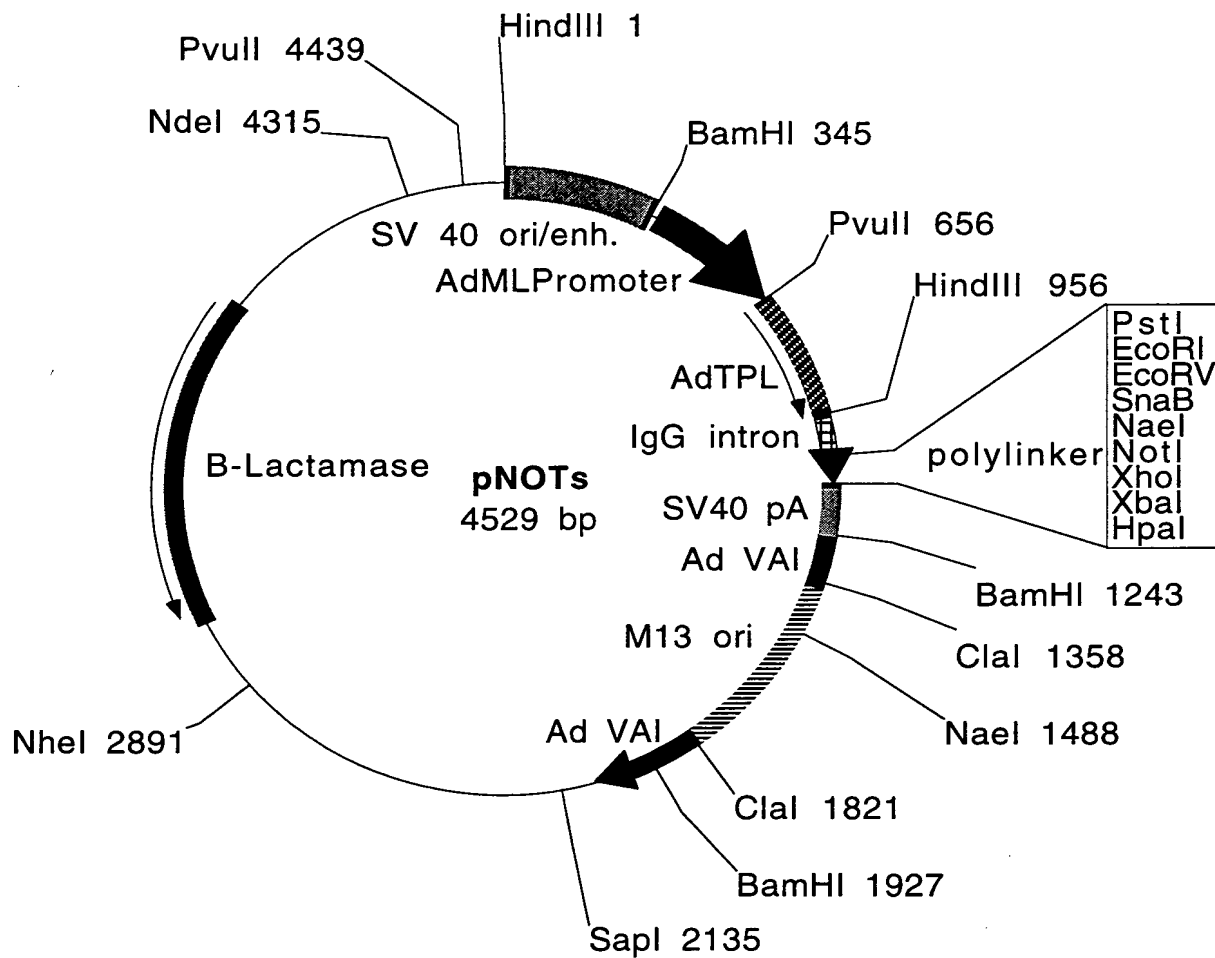 HindIII 1
PvuII 4439
NdeI 4315
BamHI 345
SV 40 ori/enh.
PvuII 656
AdMLPromoter
HindIII 956
PstI
EcoRI
EcoRV
SnaB
NaeI
NotI
XhoI
XbaI
HpaI
AdTPL
IgG intron
polylinker
B-Lactamase
pNOTs
4529 bp
SV40 pA
Ad VAI
BamHI 1243
M13 ori
ClaI 1358
NaeI 1488
Ad VAI
NheI 2891
ClaI 1821
BamHI 1927
SapI 2135